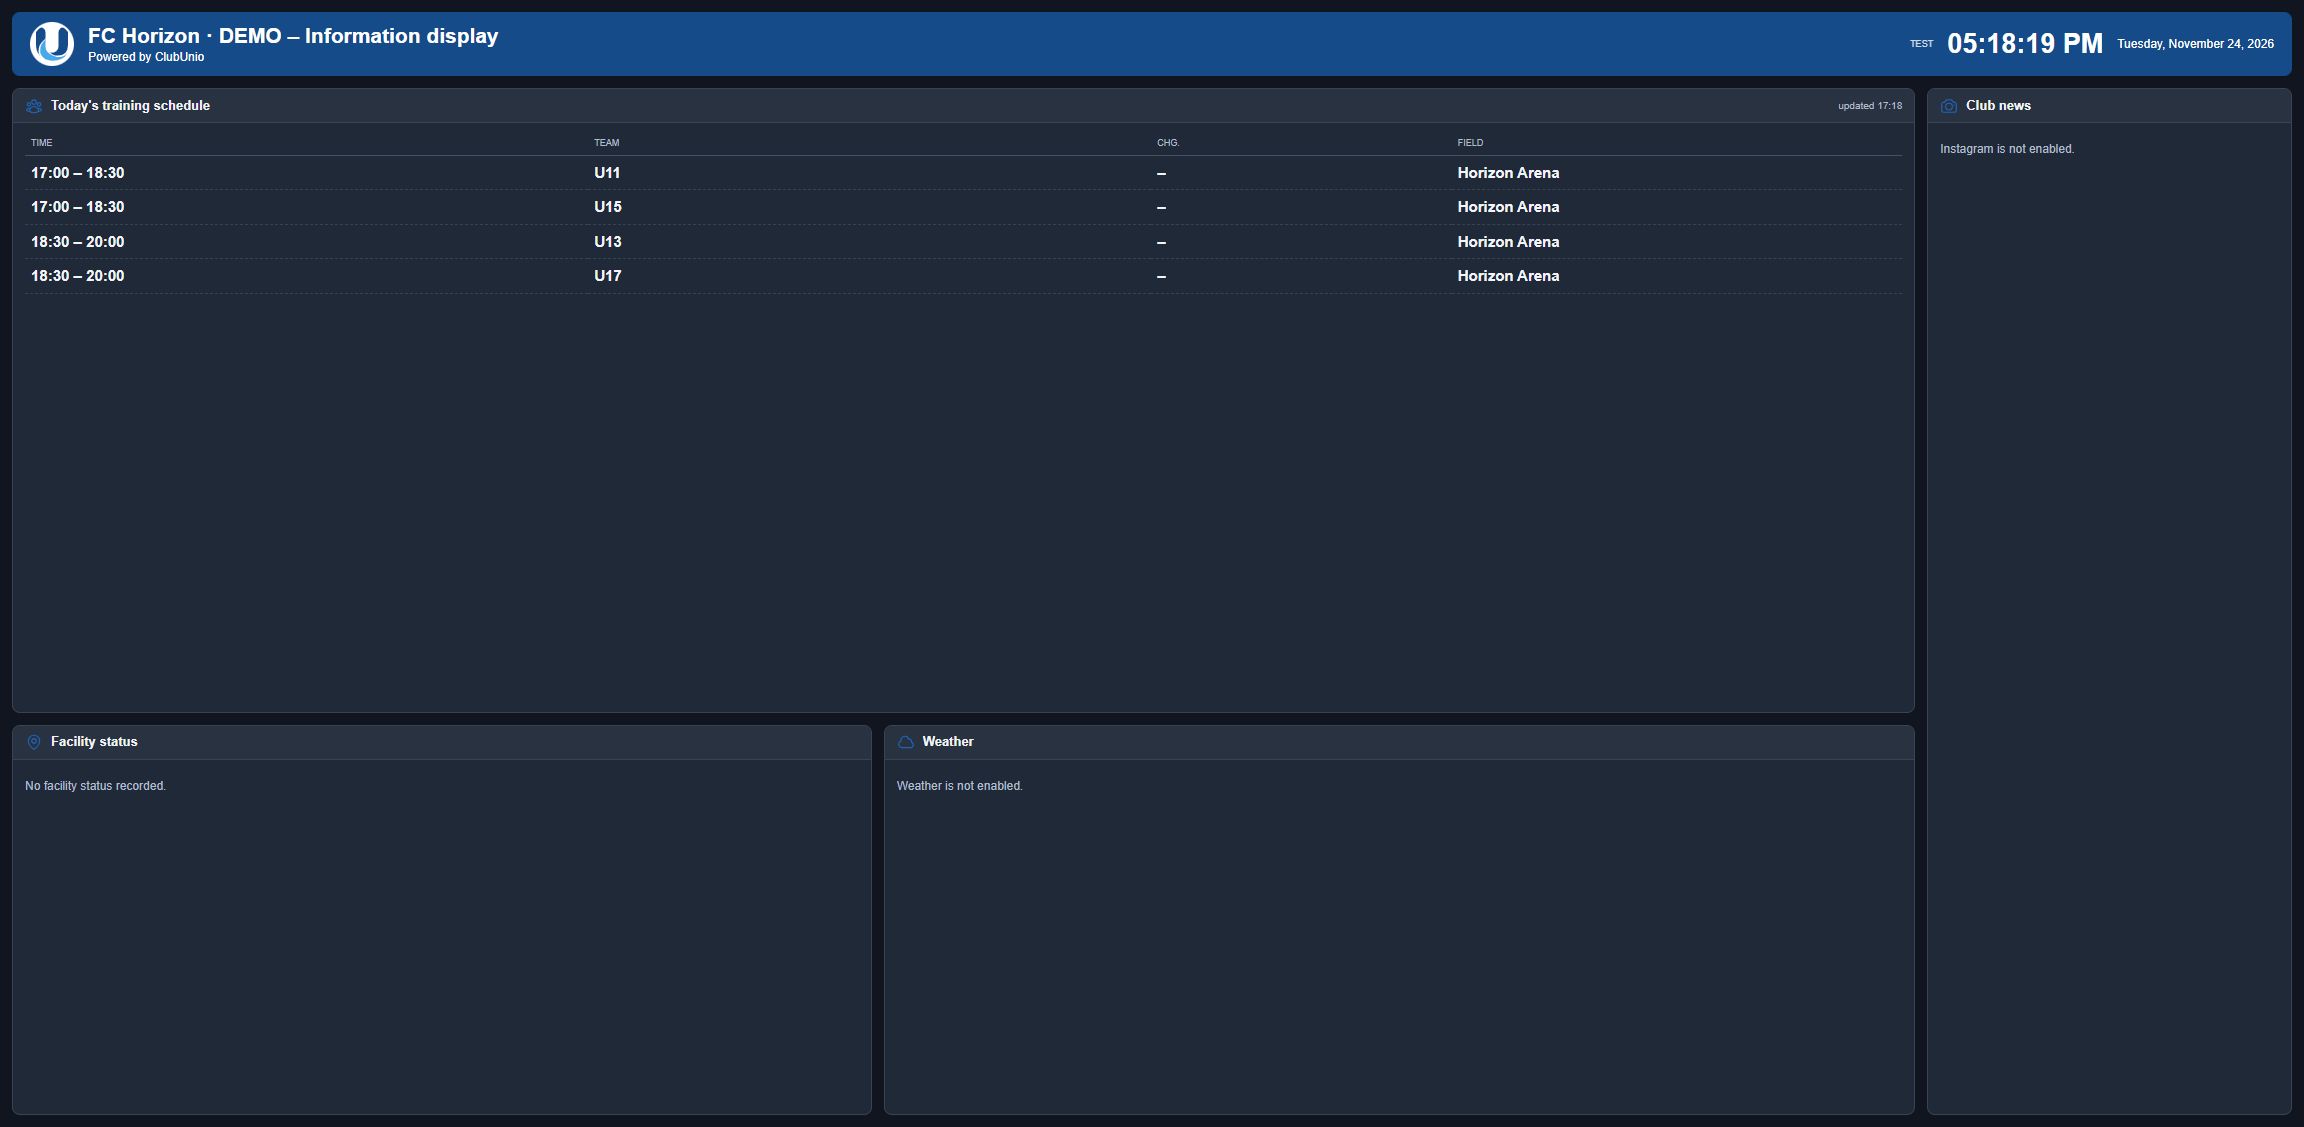 FC Horizon · DEMO – Information display
Powered by ClubUnio
TEST 05:18:19 PM Tuesday, November 24, 2026
Today's training schedule updated 17:18
TIME TEAM CHG. FIELD
17:00 – 18:30 U11 – Horizon Arena
17:00 – 18:30 U15 – Horizon Arena
18:30 – 20:00 U13 – Horizon Arena
18:30 – 20:00 U17 – Horizon Arena
Club news
Instagram is not enabled.
Facility status
No facility status recorded.
Weather
Weather is not enabled.